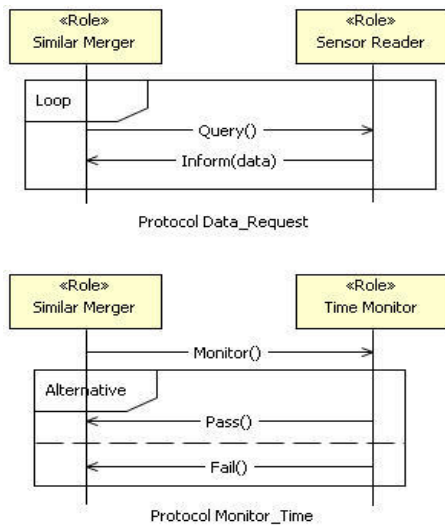 «Role» «Role»
Similar Merger Sensor Reader
Loop
Query()
Inform(data)
Protocol Data_Request
«Role» «Role»
Similar Merger Time Monitor
Monitor()
Alternative
Pass()
Fail()
Protocol Monitor_Time